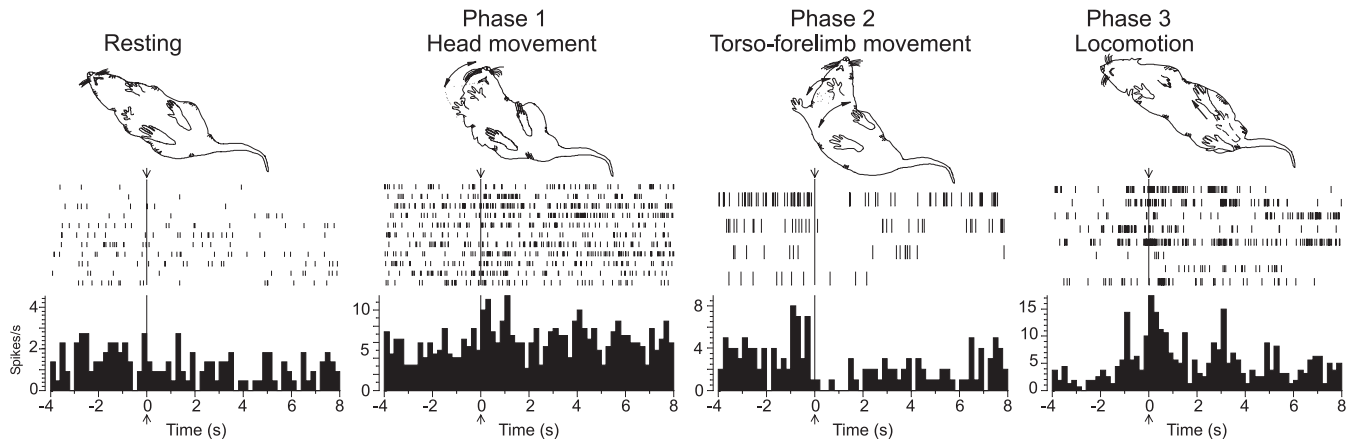 Resting
Phase 1
Head movement
Phase 2
Torso-forelimb movement
Phase 3
Locomotion
Spikes/s
4
2
0
-4 -2 0 2 4 6 8
Time (s)
10
5
0
-4 -2 0 2 4 6 8
Time (s)
8
4
0
-4 -2 0 2 4 6 8
Time (s)
15
10
5
0
-4 -2 0 2 4 6 8
Time (s)